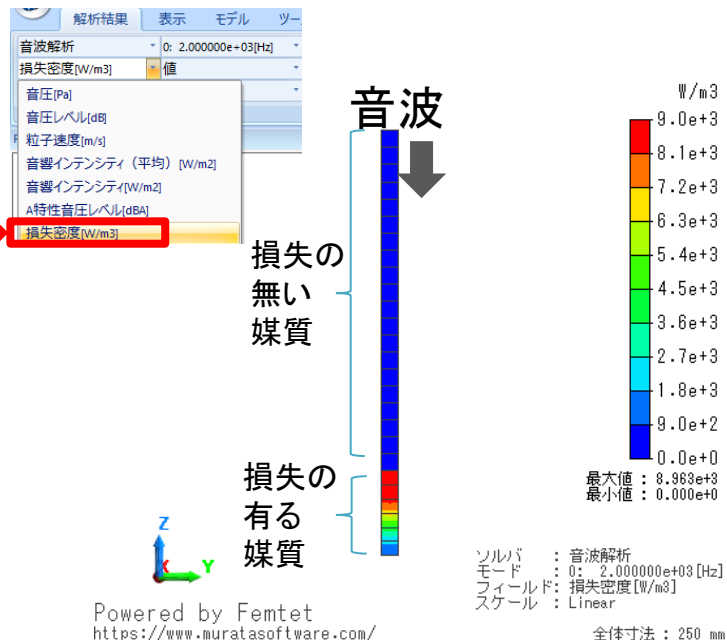 解析結果 表示 モデル ツー
音波解析 0: 2.000000e+03[Hz]
損失密度[W/m3] 値
音圧[Pa]
音圧レベル[dB]
粒子速度[m/s]
音響インテンシティ（平均）[W/m2]
音響インテンシティ[W/m2]
A特性音圧レベル[dBA]
損失密度[W/m3]
音波
損失の
無い
媒質
損失の
有る
媒質
W/m3
9.0e+3
8.1e+3
7.2e+3
6.3e+3
5.4e+3
4.5e+3
3.6e+3
2.7e+3
1.8e+3
9.0e+2
0.0e+0
最大値 : 8.963e+3
最小値 : 0.000e+0
Z
X
Y
ソルバ : 音波解析
モード : 0: 2.000000e+03[Hz]
フィールド: 損失密度[W/m3]
スケール : Linear
Powered by Femtet
https://www.muratasoftware.com/
全体寸法 : 250 mm